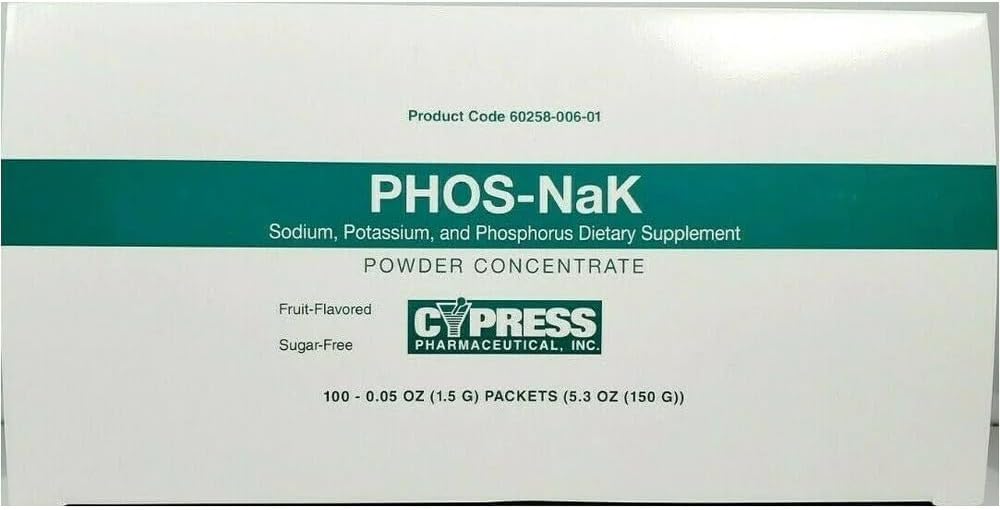 Product Code 60258-006-01
PHOS-NaK
Sodium, Potassium, and Phosphorus Dietary Supplement
POWDER CONCENTRATE
Fruit-Flavored
Sugar-Free
CYPRESS
PHARMACEUTICAL, INC.
100 - 0.05 OZ (1.5 G) PACKETS (5.3 OZ (150 G))